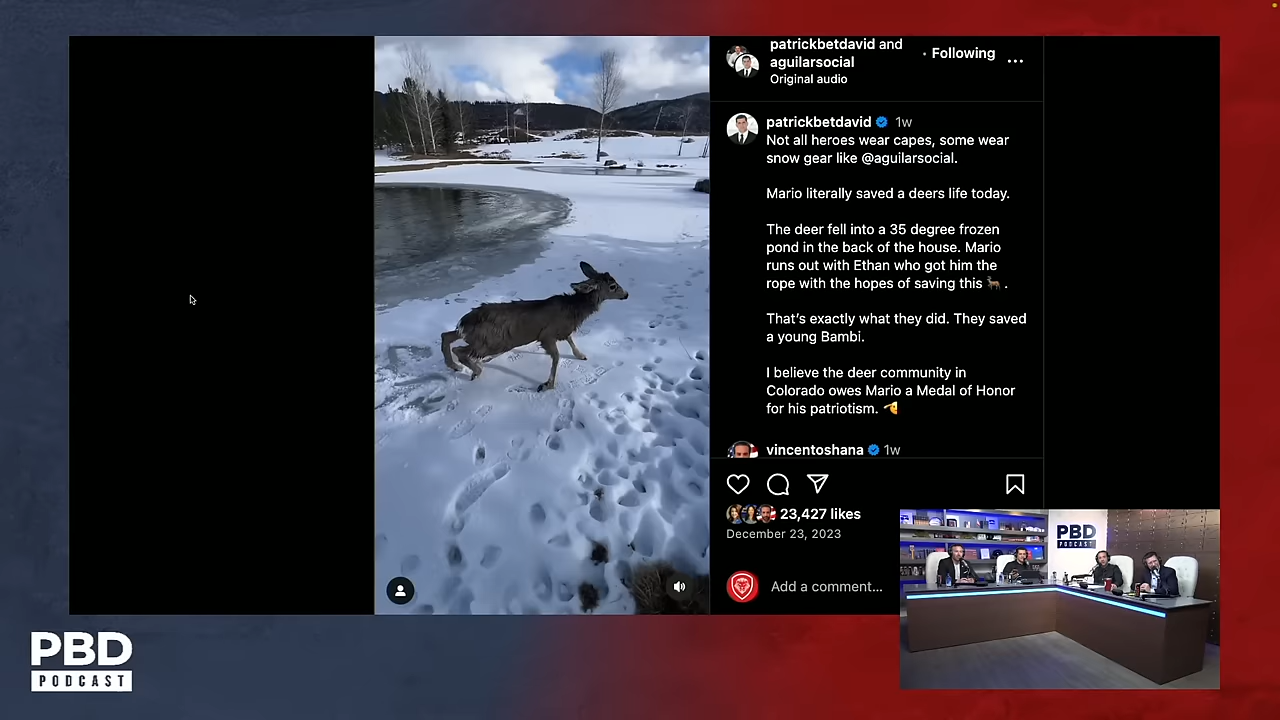 patrickbetdavid and
aguilarsocial
• Following
Original audio
patrickbetdavid 1w
Not all heroes wear capes, some wear
snow gear like @aguilarsocial.
Mario literally saved a deers life today.
The deer fell into a 35 degree frozen
pond in the back of the house. Mario
runs out with Ethan who got him the
rope with the hopes of saving this 🦌.
That’s exactly what they did. They saved
a young Bambi.
I believe the deer community in
Colorado owes Mario a Medal of Honor
for his patriotism. 🫡
vincentoshana 1w
23,427 likes
December 23, 2023
Add a comment...
PBD
PODCAST
PBD
PODCAST